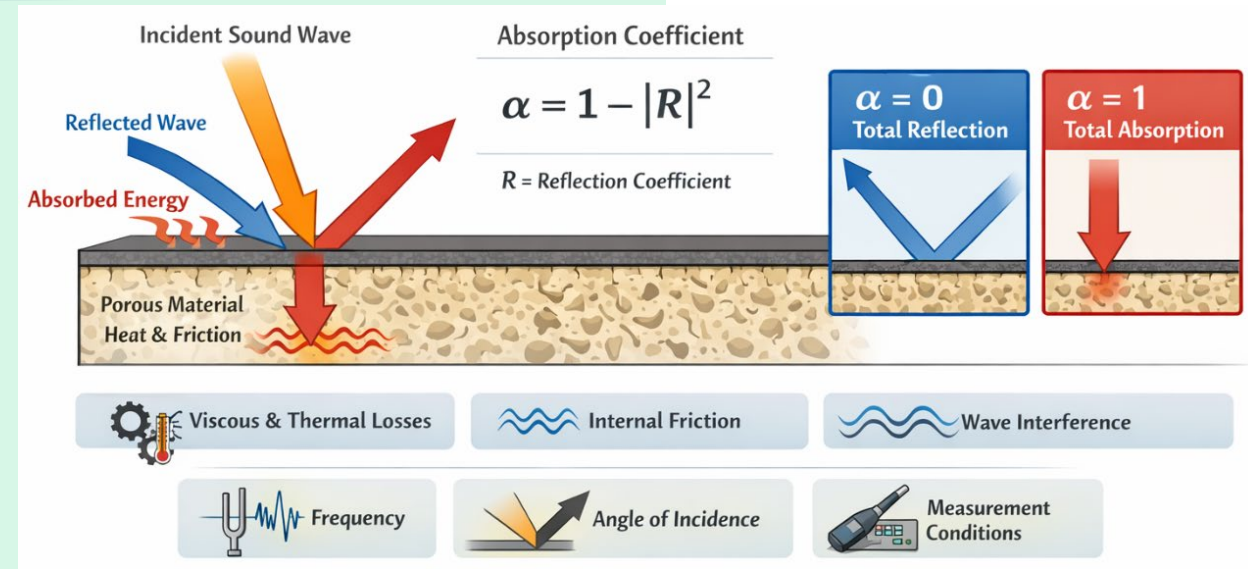 Incident Sound Wave
Absorption Coefficient
α = 1 − |R|²
R = Reflection Coefficient
Reflected Wave
Absorbed Energy
Porous Material
Heat & Friction
α = 0
Total Reflection
α = 1
Total Absorption
Viscous & Thermal Losses
Internal Friction
Wave Interference
Frequency
Angle of Incidence
Measurement
Conditions